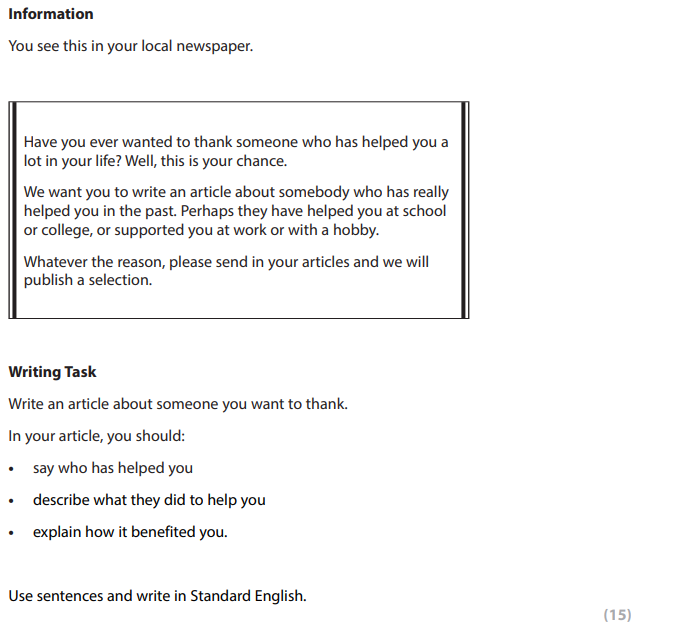 Information
You see this in your local newspaper.
Have you ever wanted to thank someone who has helped you a
lot in your life? Well, this is your chance.
We want you to write an article about somebody who has really
helped you in the past. Perhaps they have helped you at school
or college, or supported you at work or with a hobby.
Whatever the reason, please send in your articles and we will
publish a selection.
Writing Task
Write an article about someone you want to thank.
In your article, you should:
• say who has helped you
• describe what they did to help you
• explain how it benefited you.
Use sentences and write in Standard English.
(15)